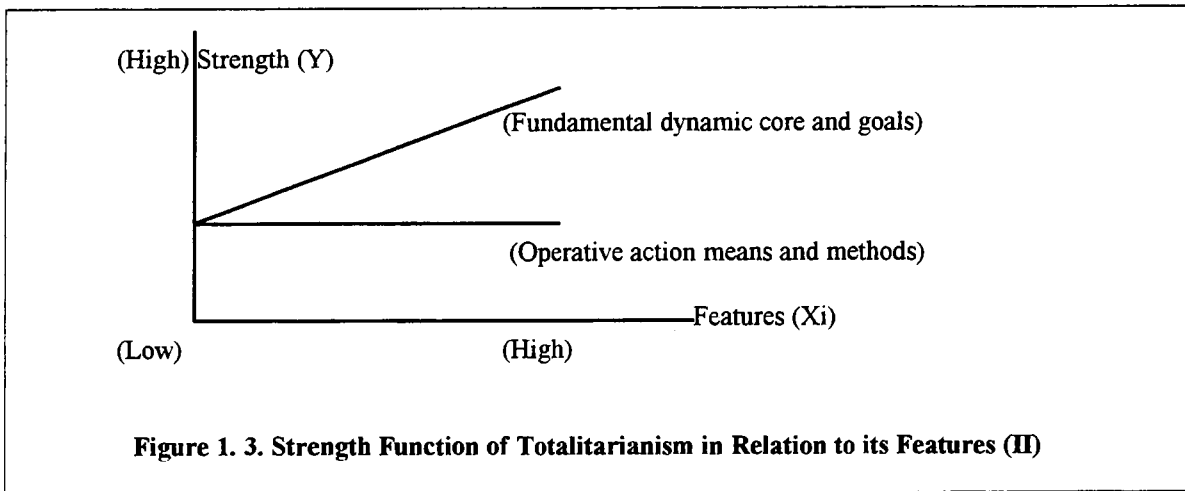 (High) Strength (Y)
(Fundamental dynamic core and goals)
(Operative action means and methods)
Features (Xi)
(Low) (High)
Figure 1. 3. Strength Function of Totalitarianism in Relation to its Features (II)